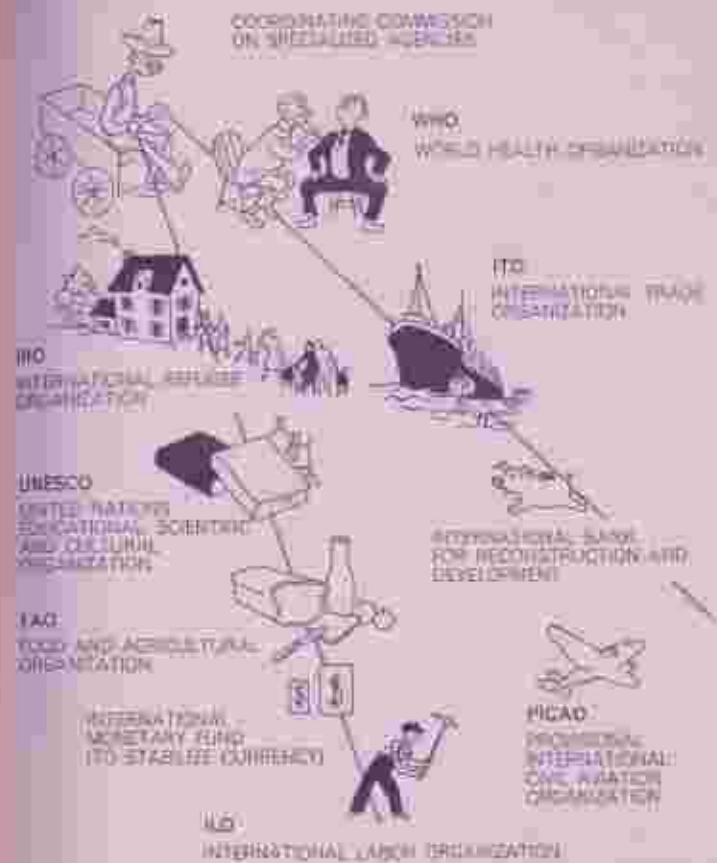 COORDINATING COMMISSION
ON SPECIALIZED AGENCIES
WHO
WORLD HEALTH ORGANIZATION
ITO
INTERNATIONAL TRADE
ORGANIZATION
IRO
INTERNATIONAL REFUGEE
ORGANIZATION
UNESCO
UNITED NATIONS
EDUCATIONAL, SCIENTIFIC
AND CULTURAL
ORGANIZATION
INTERNATIONAL BANK
FOR RECONSTRUCTION AND
DEVELOPMENT
FAO
FOOD AND AGRICULTURAL
ORGANIZATION
$
INTERNATIONAL
MONETARY FUND
(TO STABILIZE CURRENCY)
PICAO
PROVISIONAL
INTERNATIONAL
CIVIL AVIATION
ORGANIZATION
ILO
INTERNATIONAL LABOR ORGANIZATION